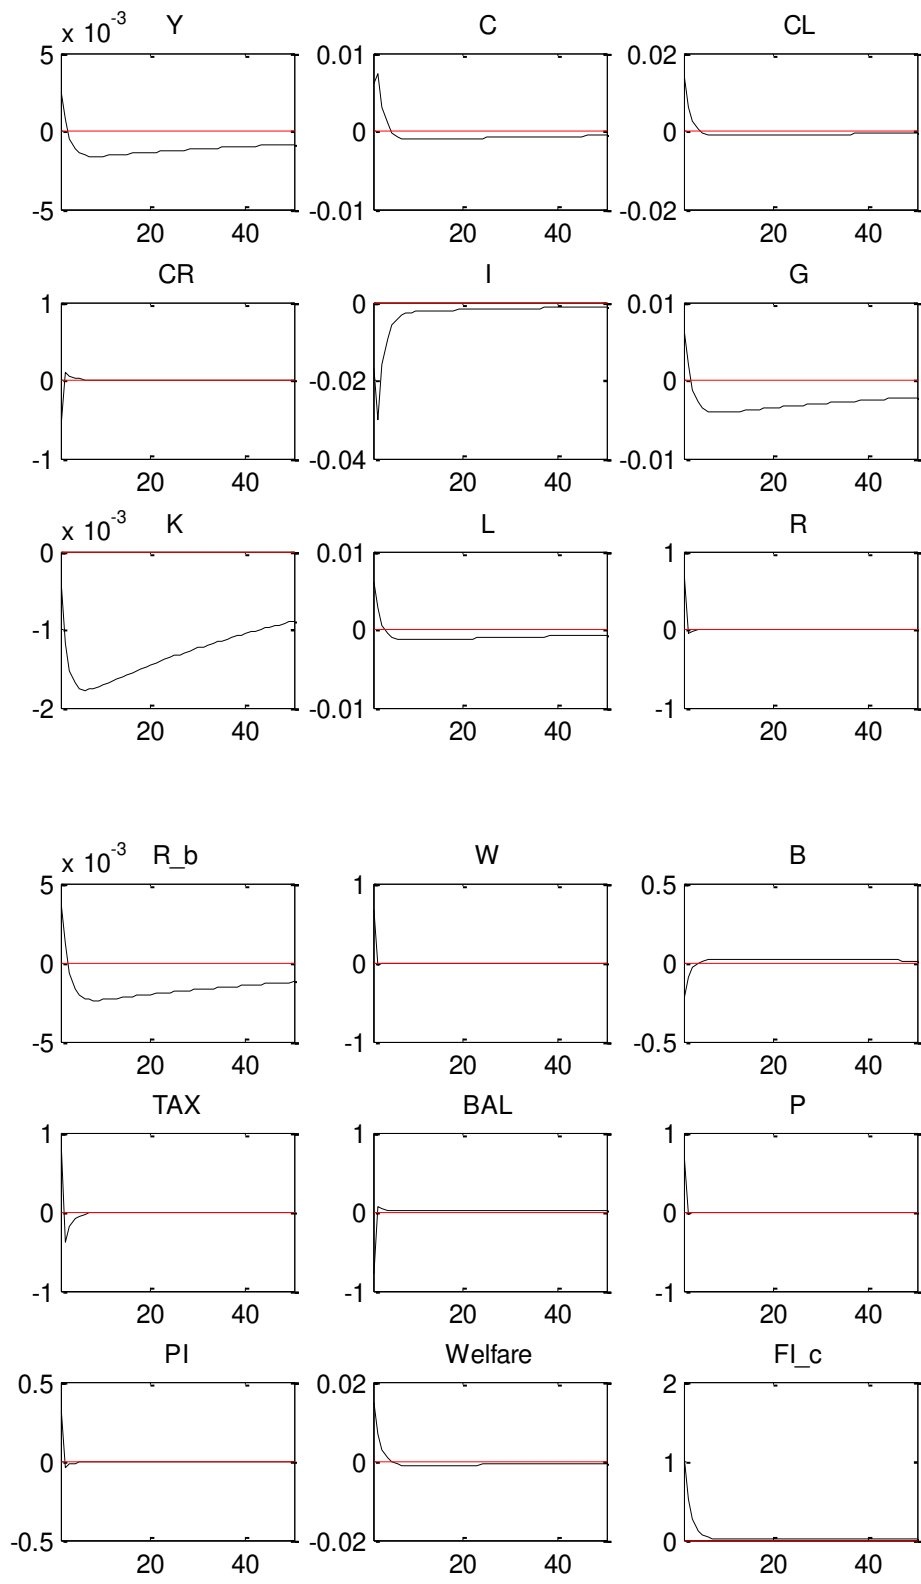 x 10^-3 Y C CL
5 0.01 0.02
0 0 0
-5 -0.01 -0.02
20 40 20 40 20 40
CR I G
1 0 0.01
0 -0.02 0
-1 -0.04 -0.01
20 40 20 40 20 40
x 10^-3 K L R
0 0.01 1
-1 0 0
-2 -0.01 -1
20 40 20 40 20 40
x 10^-3 R_b W B
5 1 0.5
0 0 0
-5 -1 -0.5
20 40 20 40 20 40
TAX BAL P
1 1 1
0 0 0
-1 -1 -1
20 40 20 40 20 40
PI Welfare FI_c
0.5 0.02 2
0 0 1
-0.5 -0.02 0
20 40 20 40 20 40